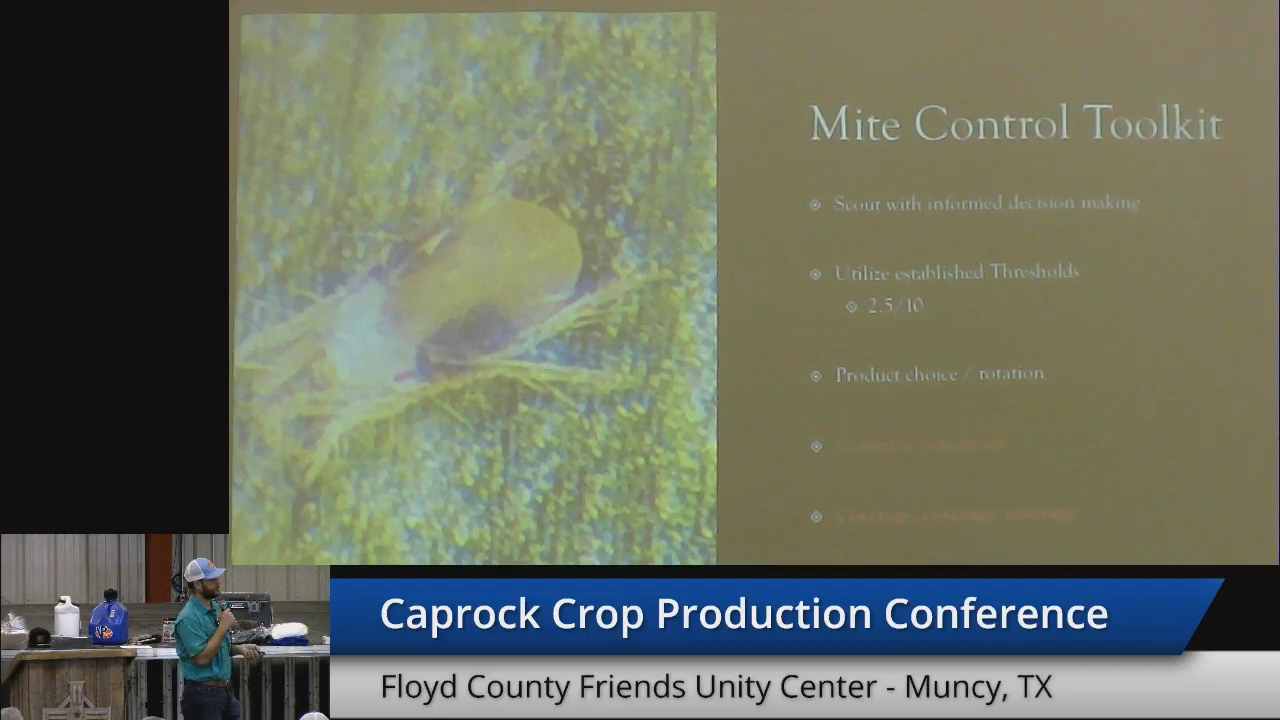 Mite Control Toolkit
Scout with informed decision making
Utilize established Thresholds
2.5/10
Product choice / rotation
Caprock Crop Production Conference
Floyd County Friends Unity Center - Muncy, TX